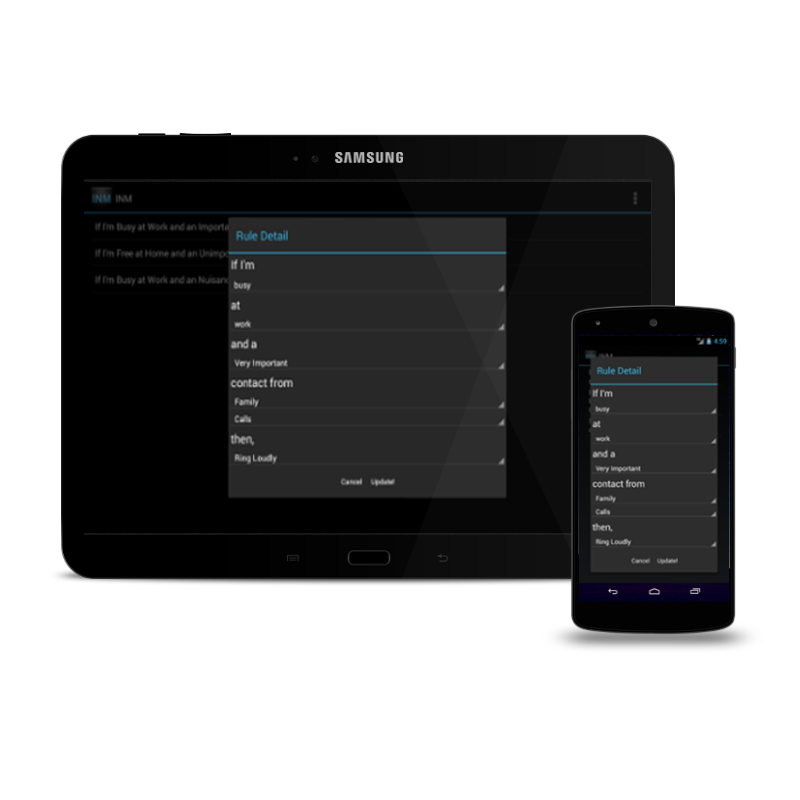 SAMSUNG
INM INM
If I'm Busy at Work and an Importa
If I'm Free at Home and an Unimpo
If I'm Busy at Work and an Nuisan
Rule Detail
If I'm
busy
at
work
and a
Very Important
contact from
Family
Calls
then,
Ring Loudly
Cancel Update!
4:59
INM
Rule Detail
If I'm
busy
at
work
and a
Very Important
contact from
Family
Calls
then,
Ring Loudly
Cancel Update!